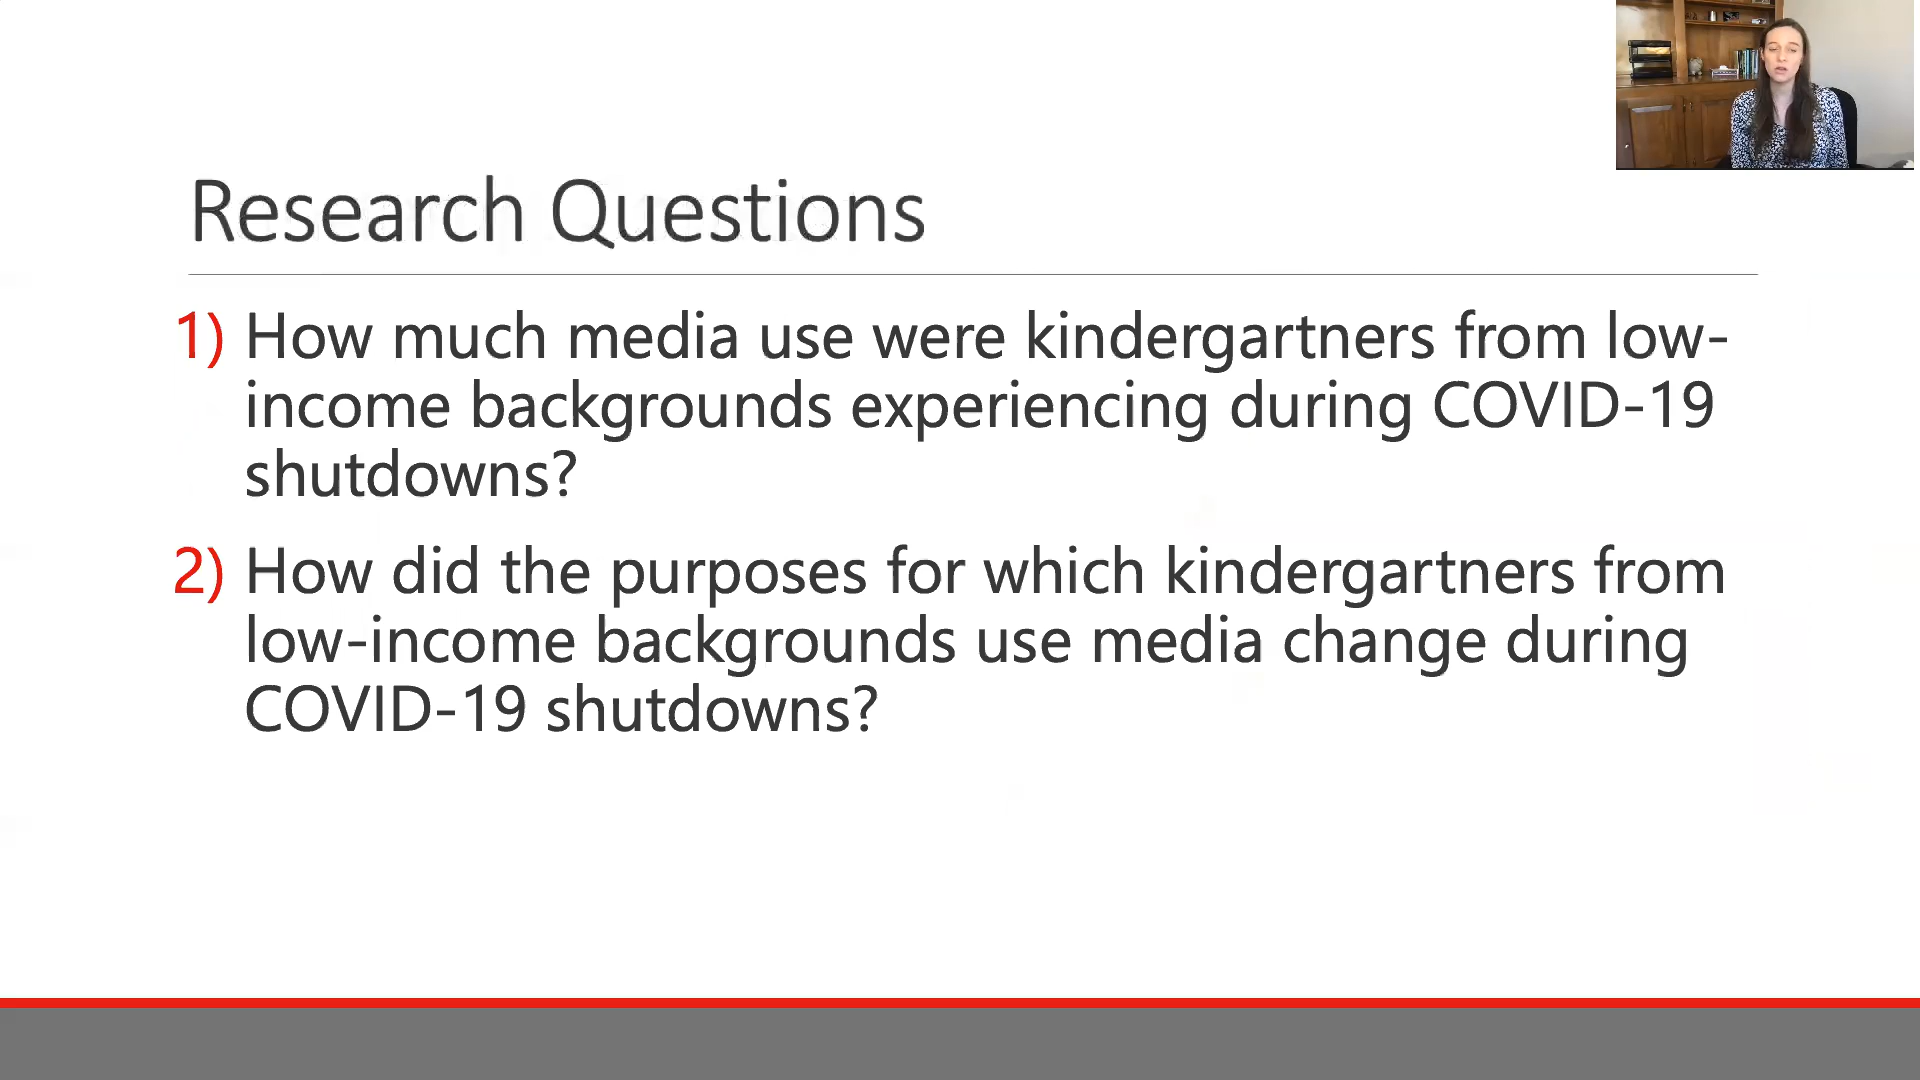 Research Questions
1) How much media use were kindergartners from low-
income backgrounds experiencing during COVID-19
shutdowns?
2) How did the purposes for which kindergartners from
low-income backgrounds use media change during
COVID-19 shutdowns?